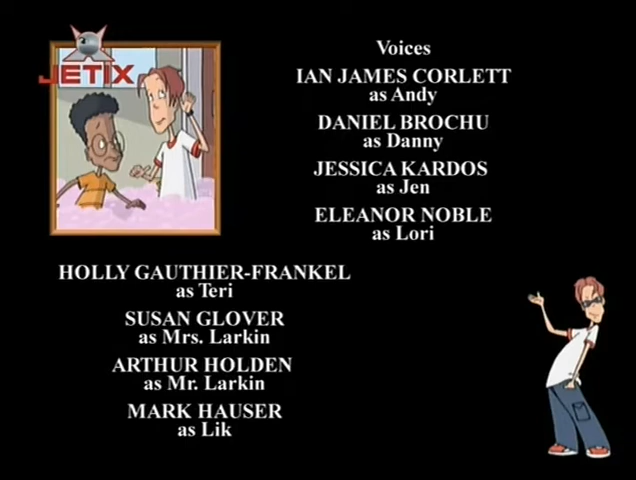 JETIX
Voices
IAN JAMES CORLETT
as Andy
DANIEL BROCHU
as Danny
JESSICA KARDOS
as Jen
ELEANOR NOBLE
as Lori
HOLLY GAUTHIER-FRANKEL
as Teri
SUSAN GLOVER
as Mrs. Larkin
ARTHUR HOLDEN
as Mr. Larkin
MARK HAUSER
as Lik